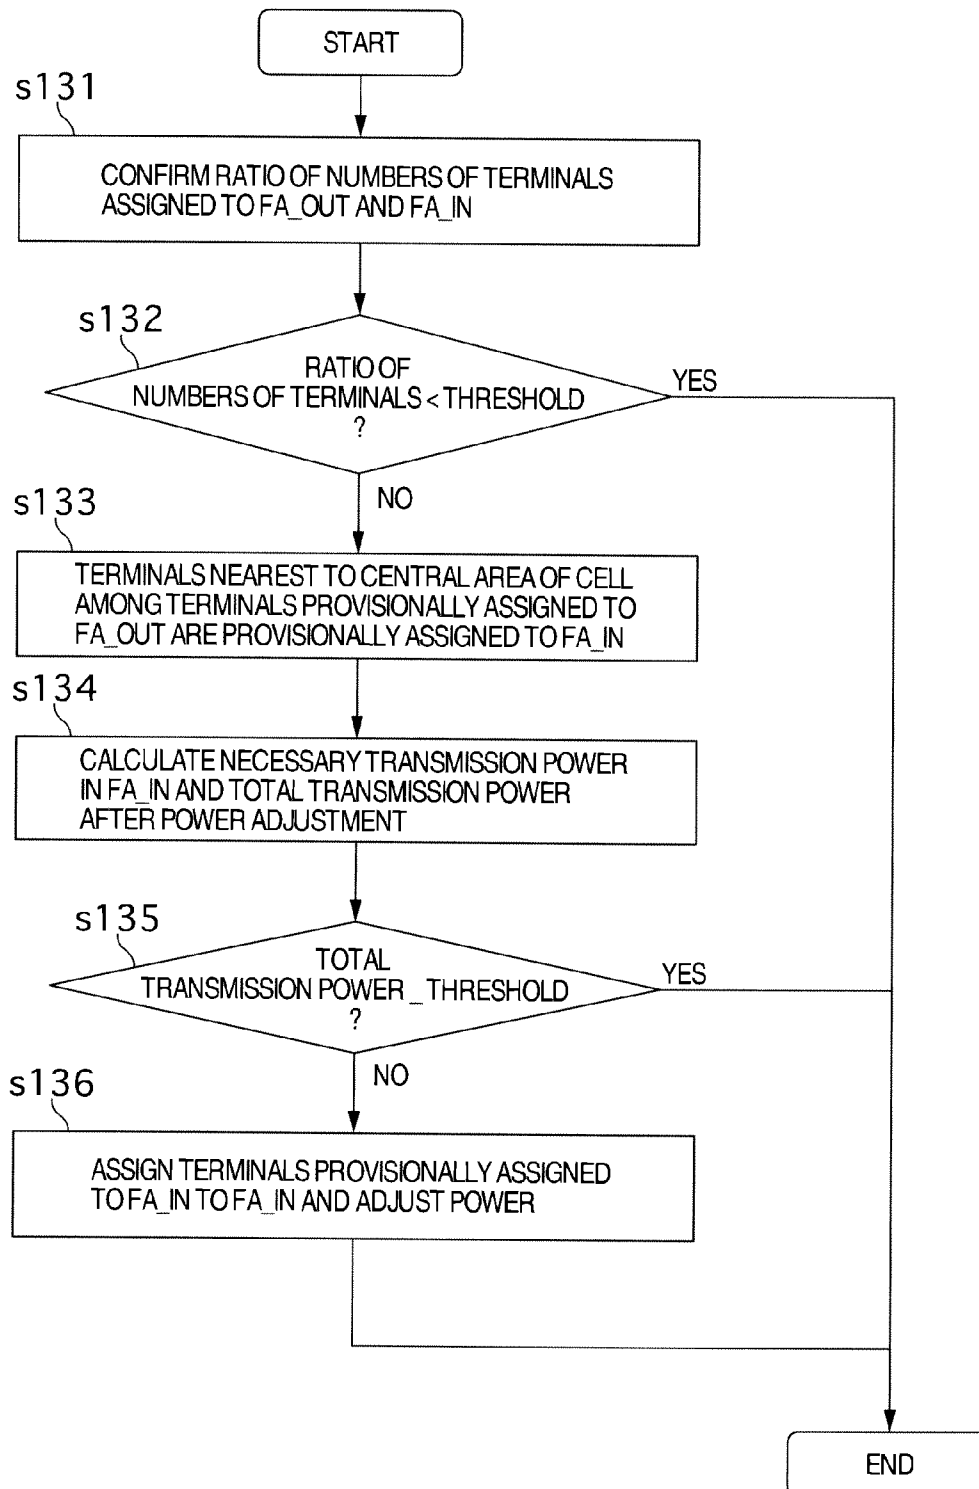 START
s131
CONFIRM RATIO OF NUMBERS OF TERMINALS
ASSIGNED TO FA_OUT AND FA_IN
s132
RATIO OF
NUMBERS OF TERMINALS < THRESHOLD
?
YES
NO
s133
TERMINALS NEAREST TO CENTRAL AREA OF CELL
AMONG TERMINALS PROVISIONALLY ASSIGNED TO
FA_OUT ARE PROVISIONALLY ASSIGNED TO FA_IN
s134
CALCULATE NECESSARY TRANSMISSION POWER
IN FA_IN AND TOTAL TRANSMISSION POWER
AFTER POWER ADJUSTMENT
s135
TOTAL
TRANSMISSION POWER _ THRESHOLD
?
YES
NO
s136
ASSIGN TERMINALS PROVISIONALLY ASSIGNED
TO FA_IN TO FA_IN AND ADJUST POWER
END